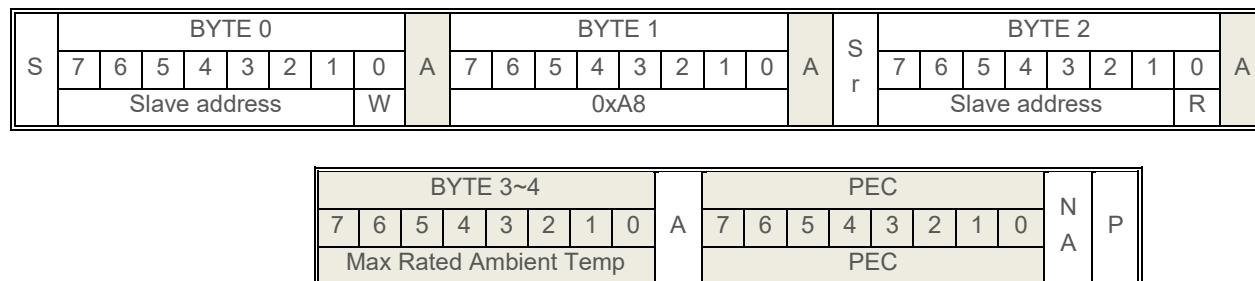 BYTE 0 BYTE 1 BYTE 2
S 7 6 5 4 3 2 1 0 A 7 6 5 4 3 2 1 0 A Sr 7 6 5 4 3 2 1 0 A
Slave address W 0xA8 Slave address R
BYTE 3~4 PEC
7 6 5 4 3 2 1 0 A 7 6 5 4 3 2 1 0 NA P
Max Rated Ambient Temp PEC